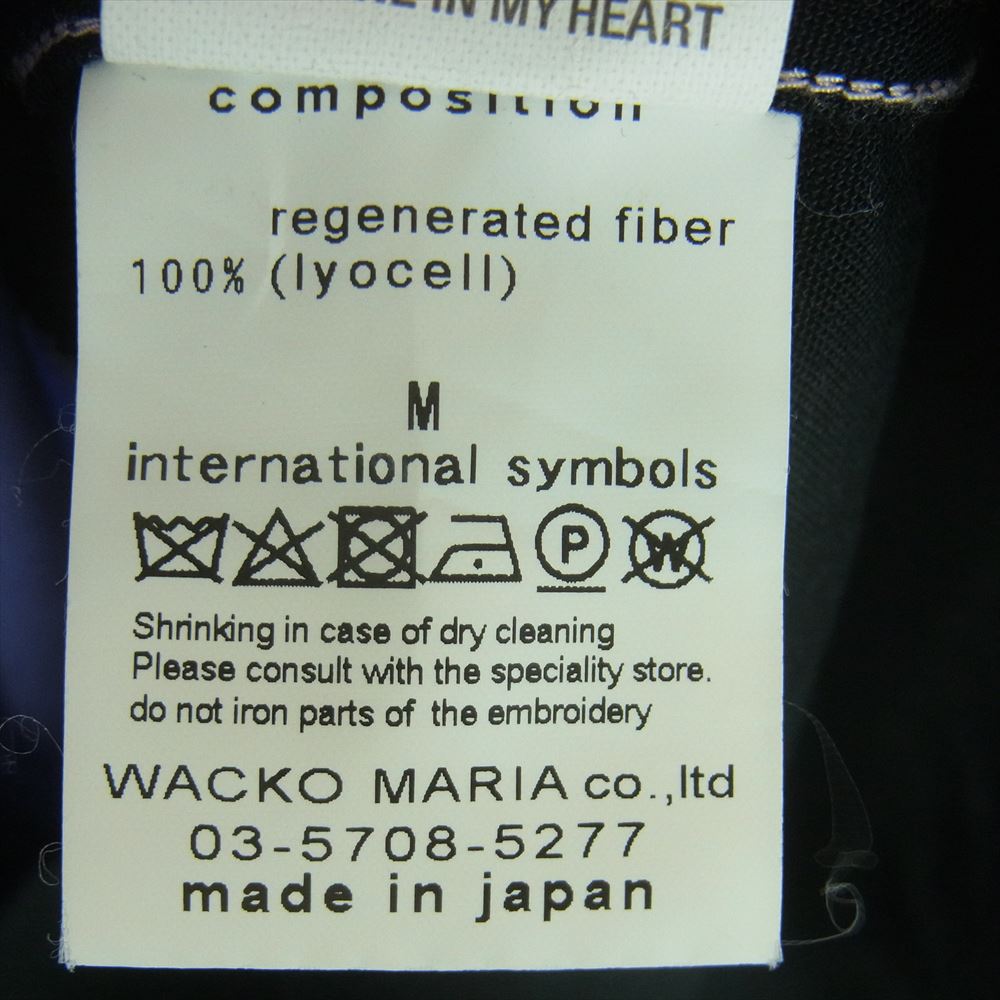 IN MY HEART
composition
regenerated fiber
100% (lyocell)
M
international symbols
P W
Shrinking in case of dry cleaning
Please consult with the speciality store.
do not iron parts of the embroidery
WACKO MARIA co.,ltd
03-5708-5277
made in japan